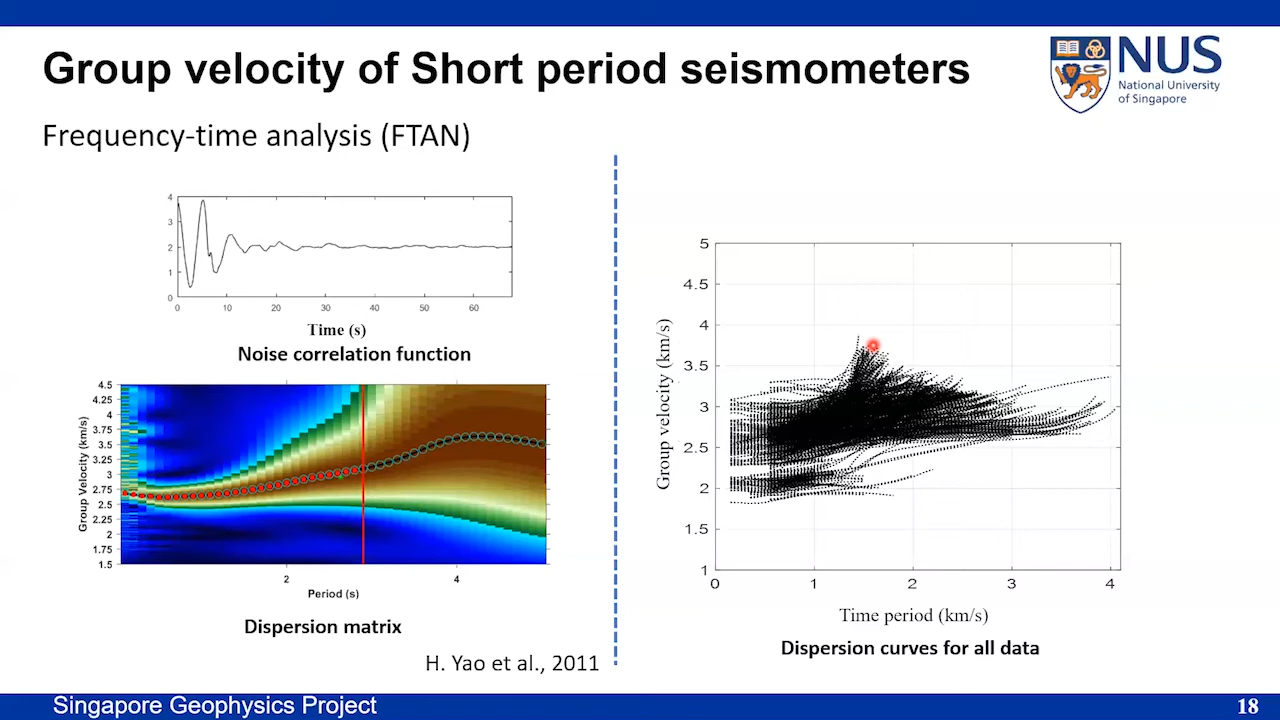 Group velocity of Short period seismometers
NUS
National University
of Singapore
Frequency-time analysis (FTAN)
4
3
2
1
0
0 10 20 30 40 50 60
Time (s)
Noise correlation function
4.5
4.25
4
3.75
3.5
3.25
3
2.75
2.5
2.25
2
1.75
1.5
Group Velocity (km/s)
2 4
Period (s)
Dispersion matrix
H. Yao et al., 2011
5
4.5
4
3.5
3
2.5
2
1.5
1
Group velocity (km/s)
0 1 2 3 4
Time period (km/s)
Dispersion curves for all data
Singapore Geophysics Project
18